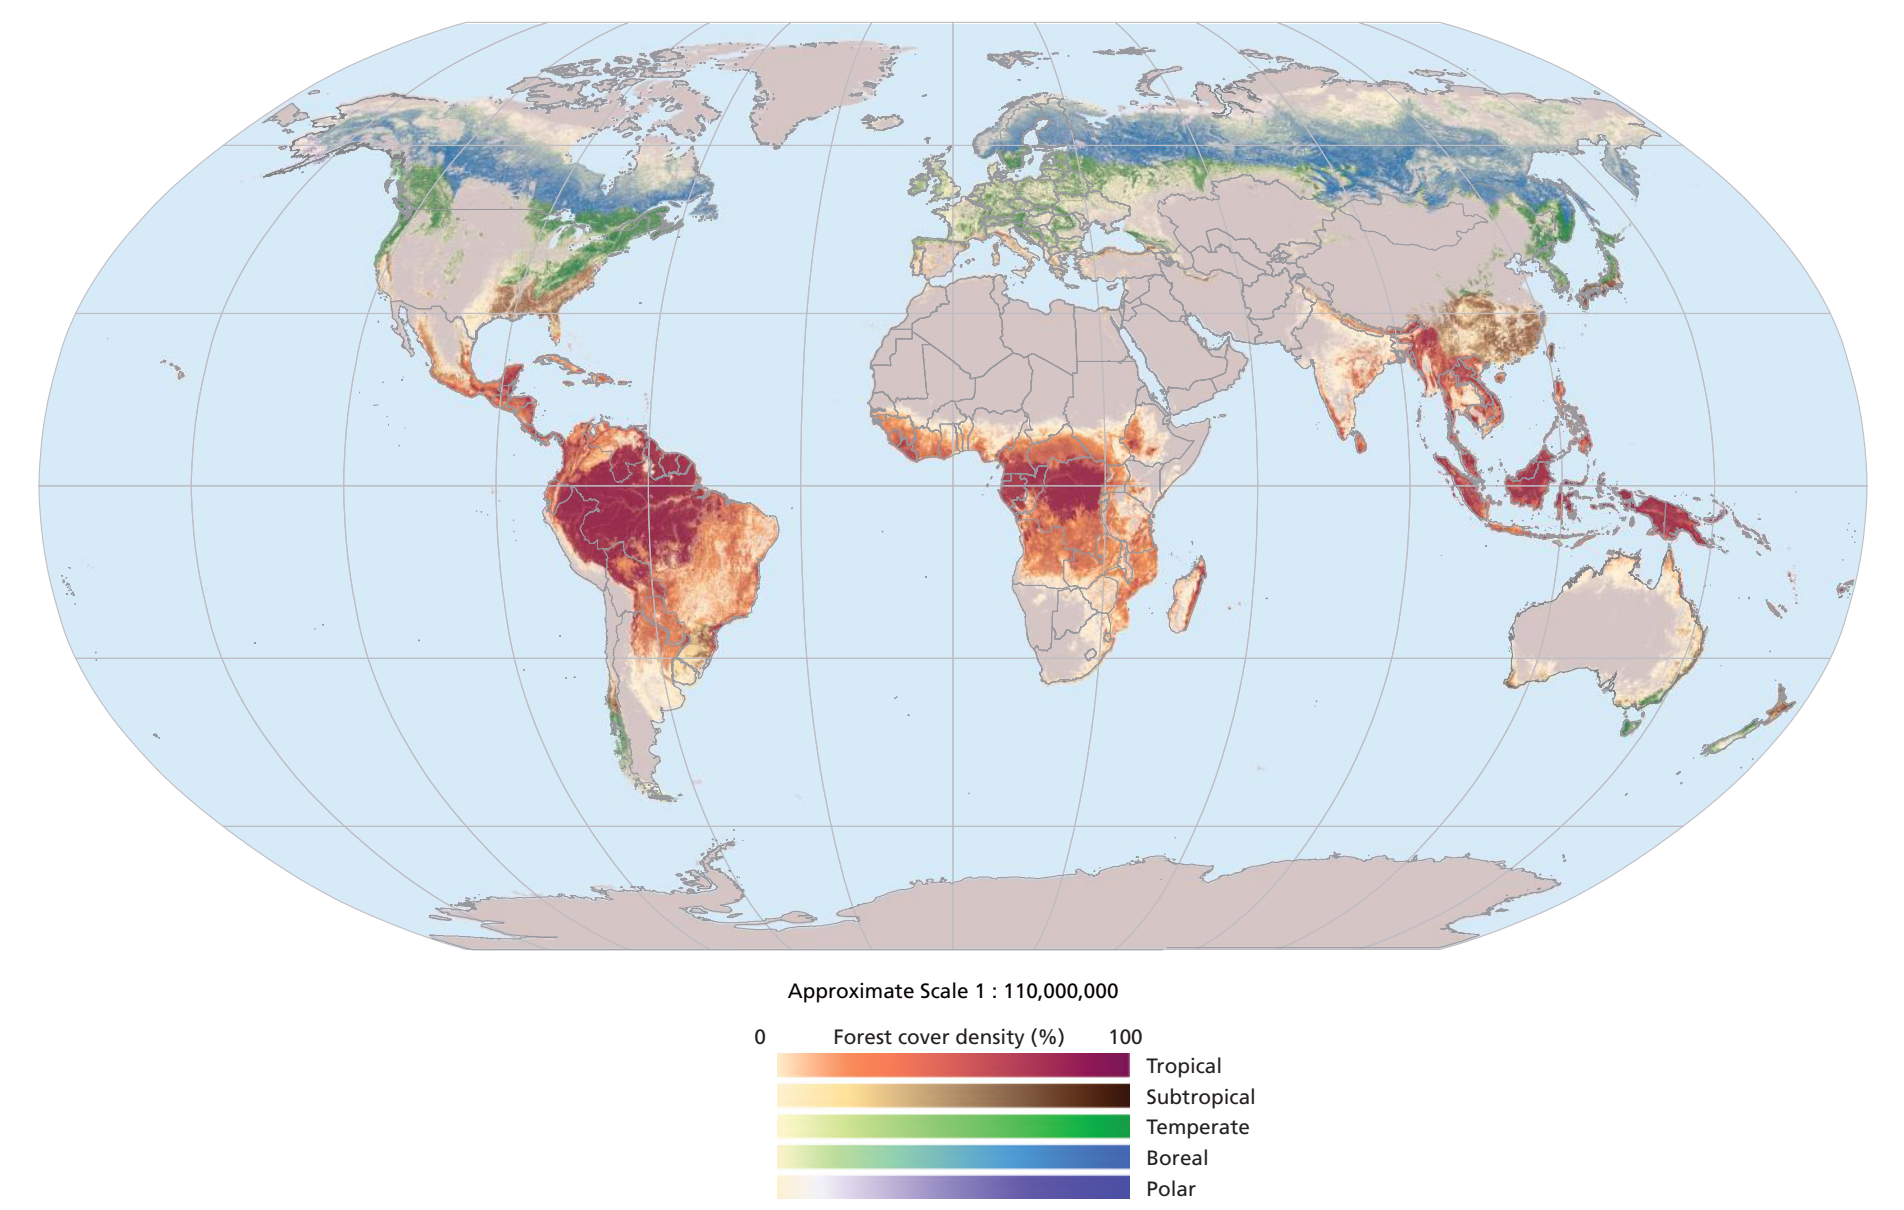 Approximate Scale 1 : 110,000,000
0 Forest cover density (%) 100
Tropical
Subtropical
Temperate
Boreal
Polar